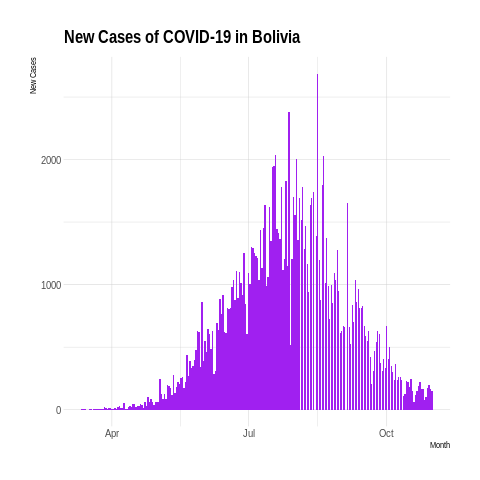 New Cases of COVID-19 in Bolivia
New Cases
2000
1000
0
Apr
Jul
Oct
Month